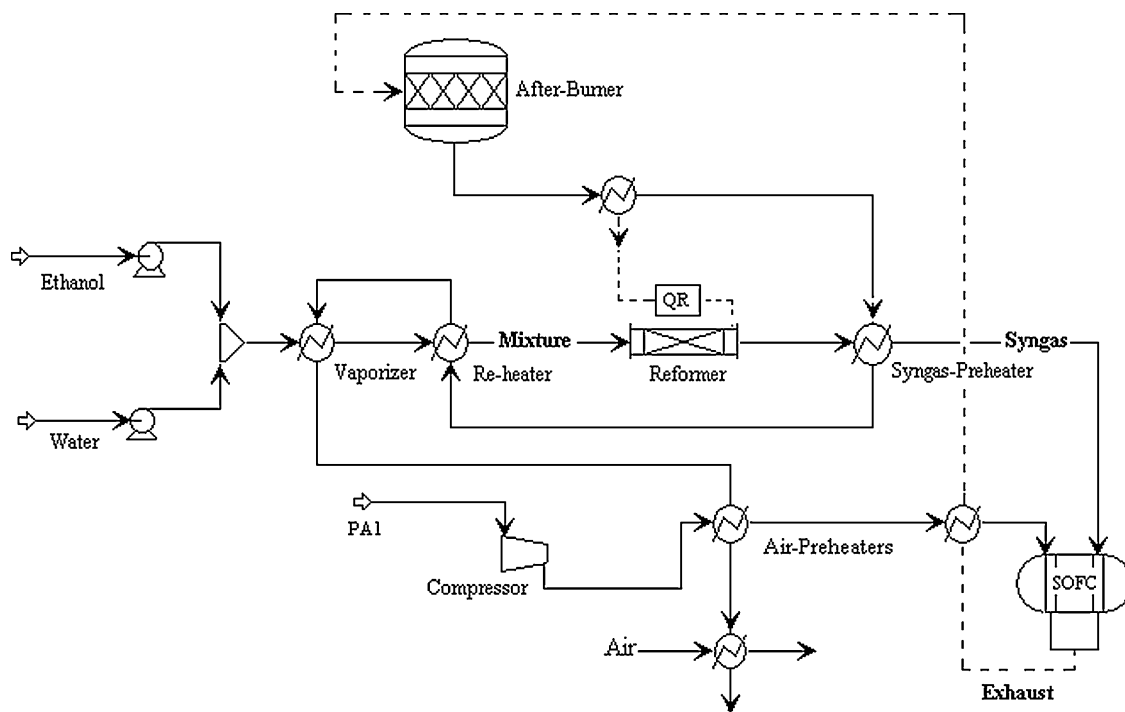 After-Burner
Ethanol
QR
Mixture
Syngas
Vaporizer
Re-heater
Reformer
Syngas-Preheater
Water
PA1
Air-Preheaters
Compressor
SOFC
Air
Exhaust